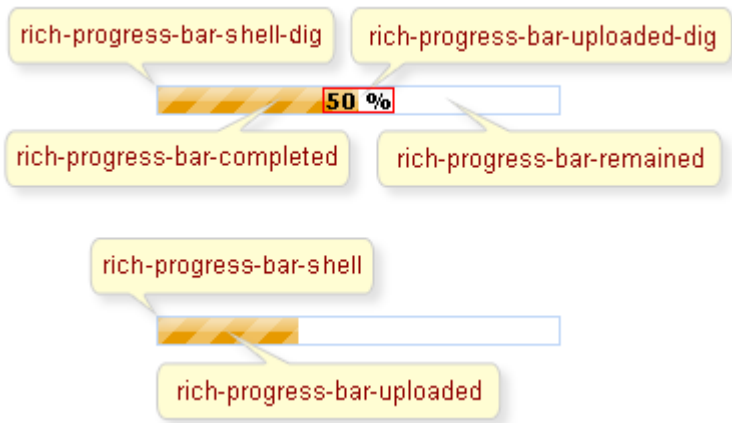 rich-progress-bar-shell-dig
rich-progress-bar-uploaded-dig
50 %
rich-progress-bar-completed
rich-progress-bar-remained
rich-progress-bar-shell
rich-progress-bar-uploaded